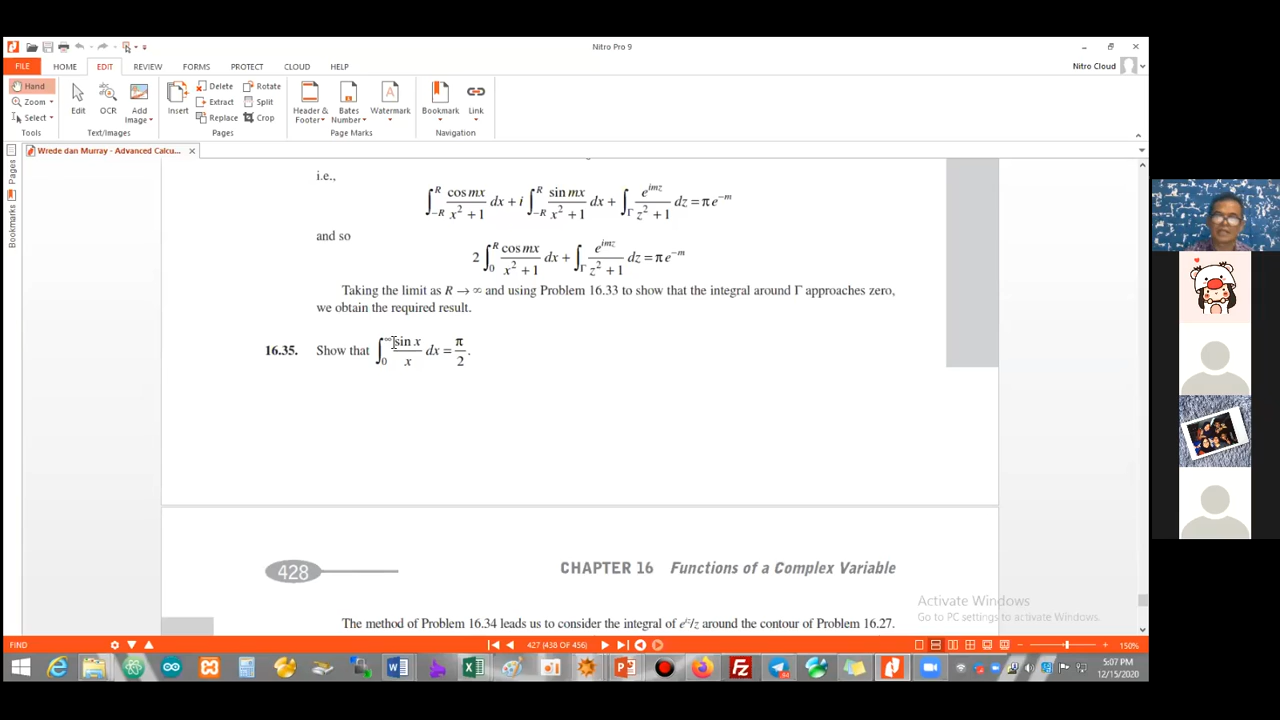 Nitro Pro 9
FILE HOME EDIT REVIEW FORMS PROTECT CLOUD HELP
Nitro Cloud
Hand
Zoom
Select
Tools
Edit
OCR
Add Image
Text/Images
Insert
Delete
Extract
Replace
Rotate
Split
Crop
Pages
Header & Footer
Bates Number
Watermark
Page Marks
Bookmark
Link
Navigation
Wrede dan Murray - Advanced Calcu...
Pages
Bookmarks
i.e.,
∫_{-R}^{R} cos mx / (x² + 1) dx + i ∫_{-R}^{R} sin mx / (x² + 1) dx + ∫_Γ e^{imz} / (z² + 1) dz = πe^{-m}
and so
2 ∫_0^R cos mx / (x² + 1) dx + ∫_Γ e^{imz} / (z² + 1) dz = πe^{-m}
Taking the limit as R → ∞ and using Problem 16.33 to show that the integral around Γ approaches zero,
we obtain the required result.
16.35. Show that ∫_0^∞ sin x / x dx = π / 2.
428 CHAPTER 16 Functions of a Complex Variable
Activate Windows
Go to PC settings to activate Windows.
The method of Problem 16.34 leads us to consider the integral of e^{iz}/z around the contour of Problem 16.27.
FIND
427 (438 OF 456)
150%
5:07 PM
12/15/2020